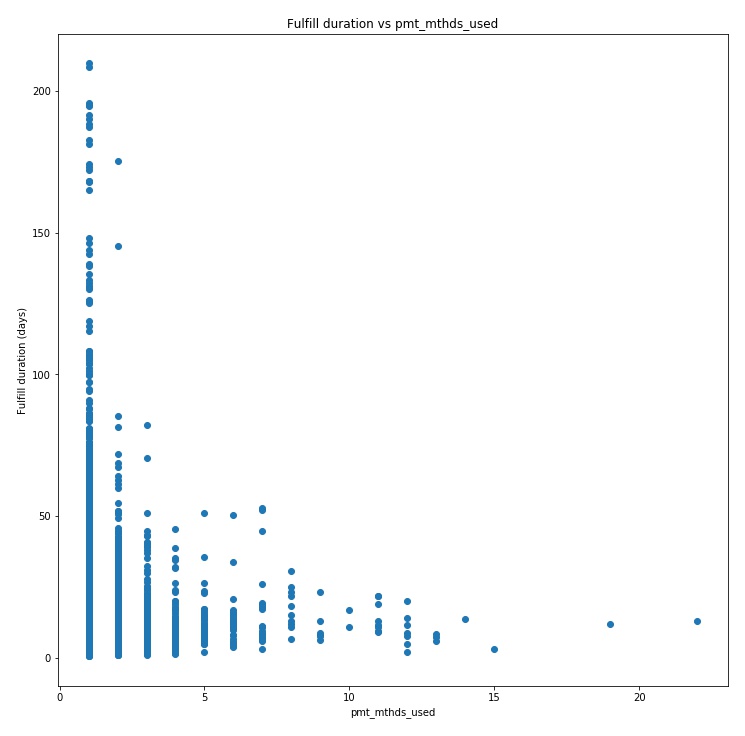 Fulfill duration vs pmt_mthds_used
200
150
100
50
0
Fulfill duration (days)
0 5 10 15 20
pmt_mthds_used